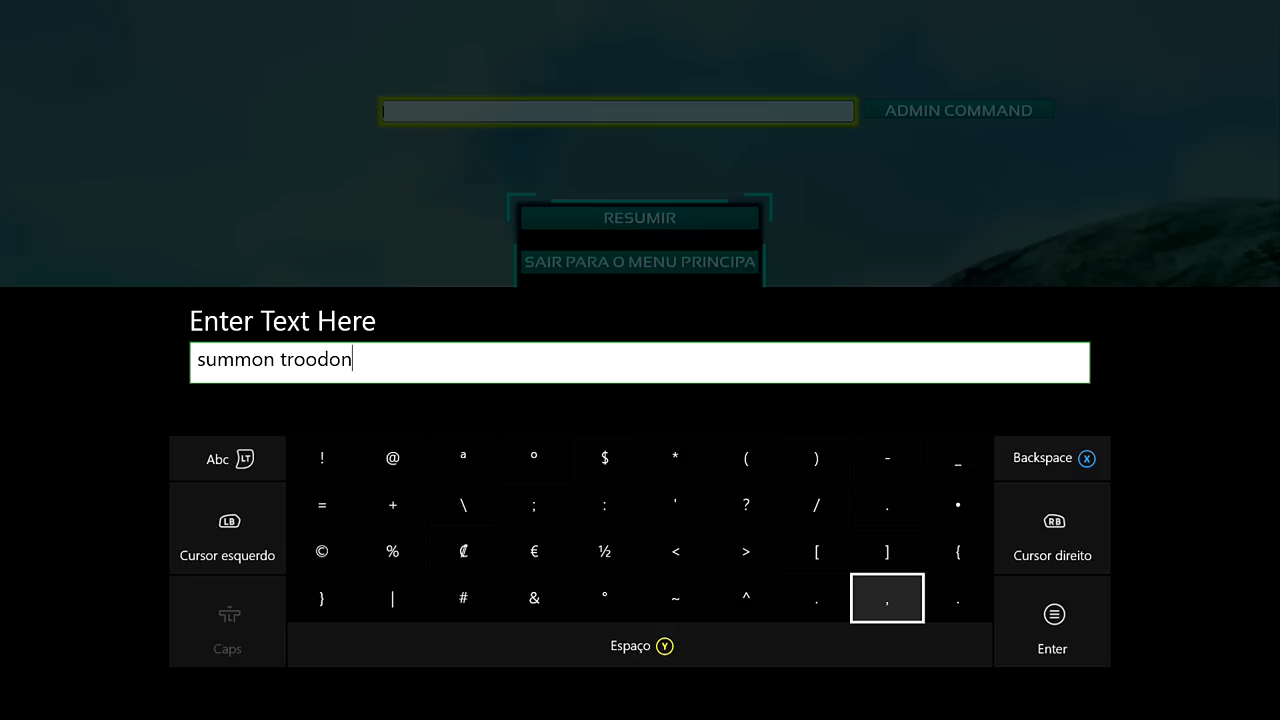 ADMIN COMMAND
RESUMIR
SAIR PARA O MENU PRINCIPA
Enter Text Here
summon troodon
Abc LT ! @ ª º $ * ( ) - _ Backspace X
= + \ ; : ' ? / . •
LB Cursor esquerdo RB Cursor direito
© % ₡ € ½ < > [ ] {
} | # & ° ~ ^ . , .
Caps Enter
Espaço Y